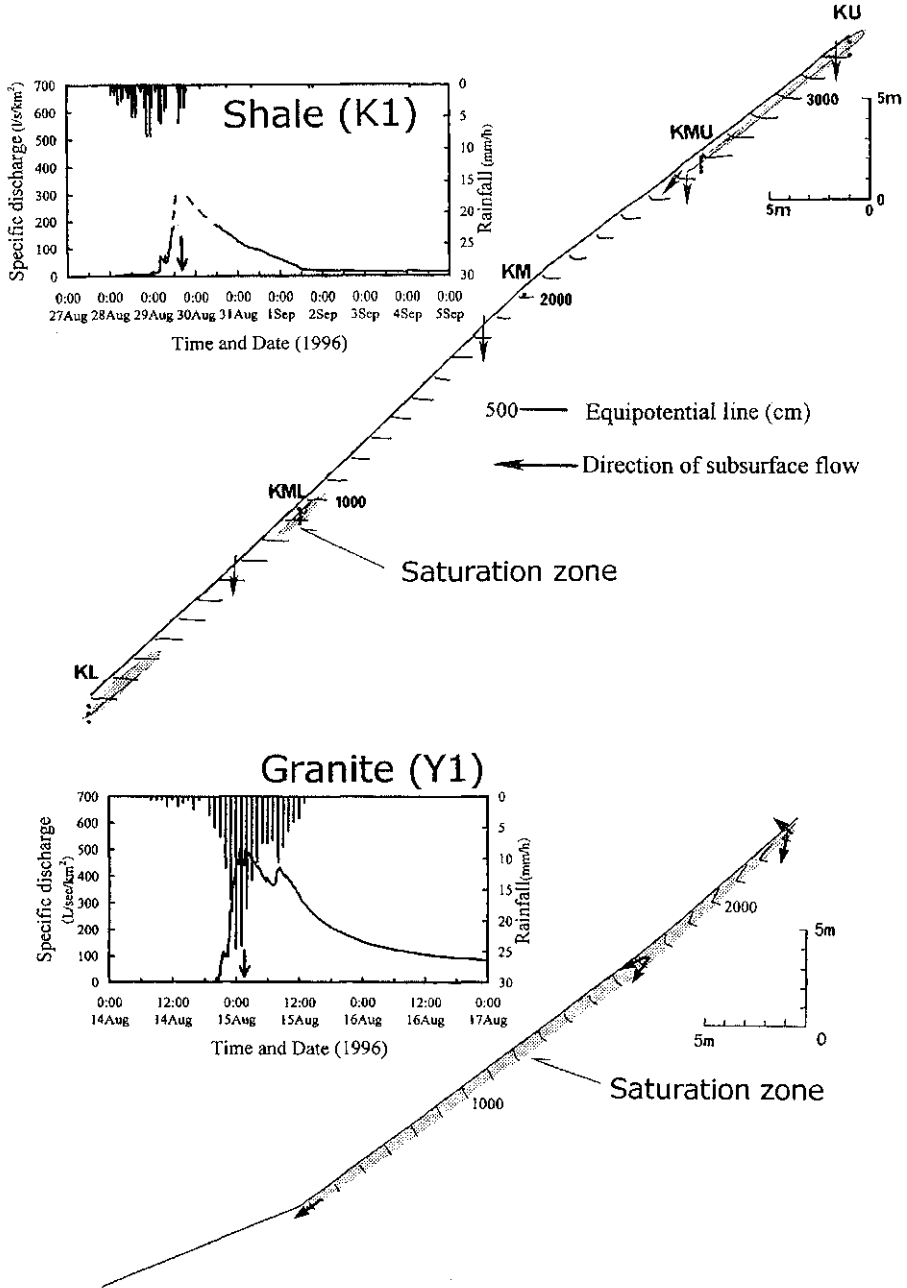 KU
3000
5m
KMU
5m
0
0
Shale (K1)
Specific discharge (l/s/km²)
700
600
500
400
300
200
100
0
0
5
10
15
20
25
30
Rainfall (mm/h)
0:00 0:00 0:00 0:00 0:00 0:00 0:00 0:00 0:00 0:00
27Aug 28Aug 29Aug 30Aug 31Aug 1Sep 2Sep 3Sep 4Sep 5Sep
Time and Date (1996)
KM
2000
500 Equipotential line (cm)
Direction of subsurface flow
KML
1000
Saturation zone
KL
Granite (Y1)
Specific discharge
(L/sec/km²)
700
600
500
400
300
200
100
0
0
5
10
15
20
25
30
Rainfall(mm/h)
0:00 12:00 0:00 12:00 0:00 12:00 0:00
14Aug 14Aug 15Aug 15Aug 16Aug 16Aug 17Aug
Time and Date (1996)
2000
5m
5m
0
Saturation zone
1000